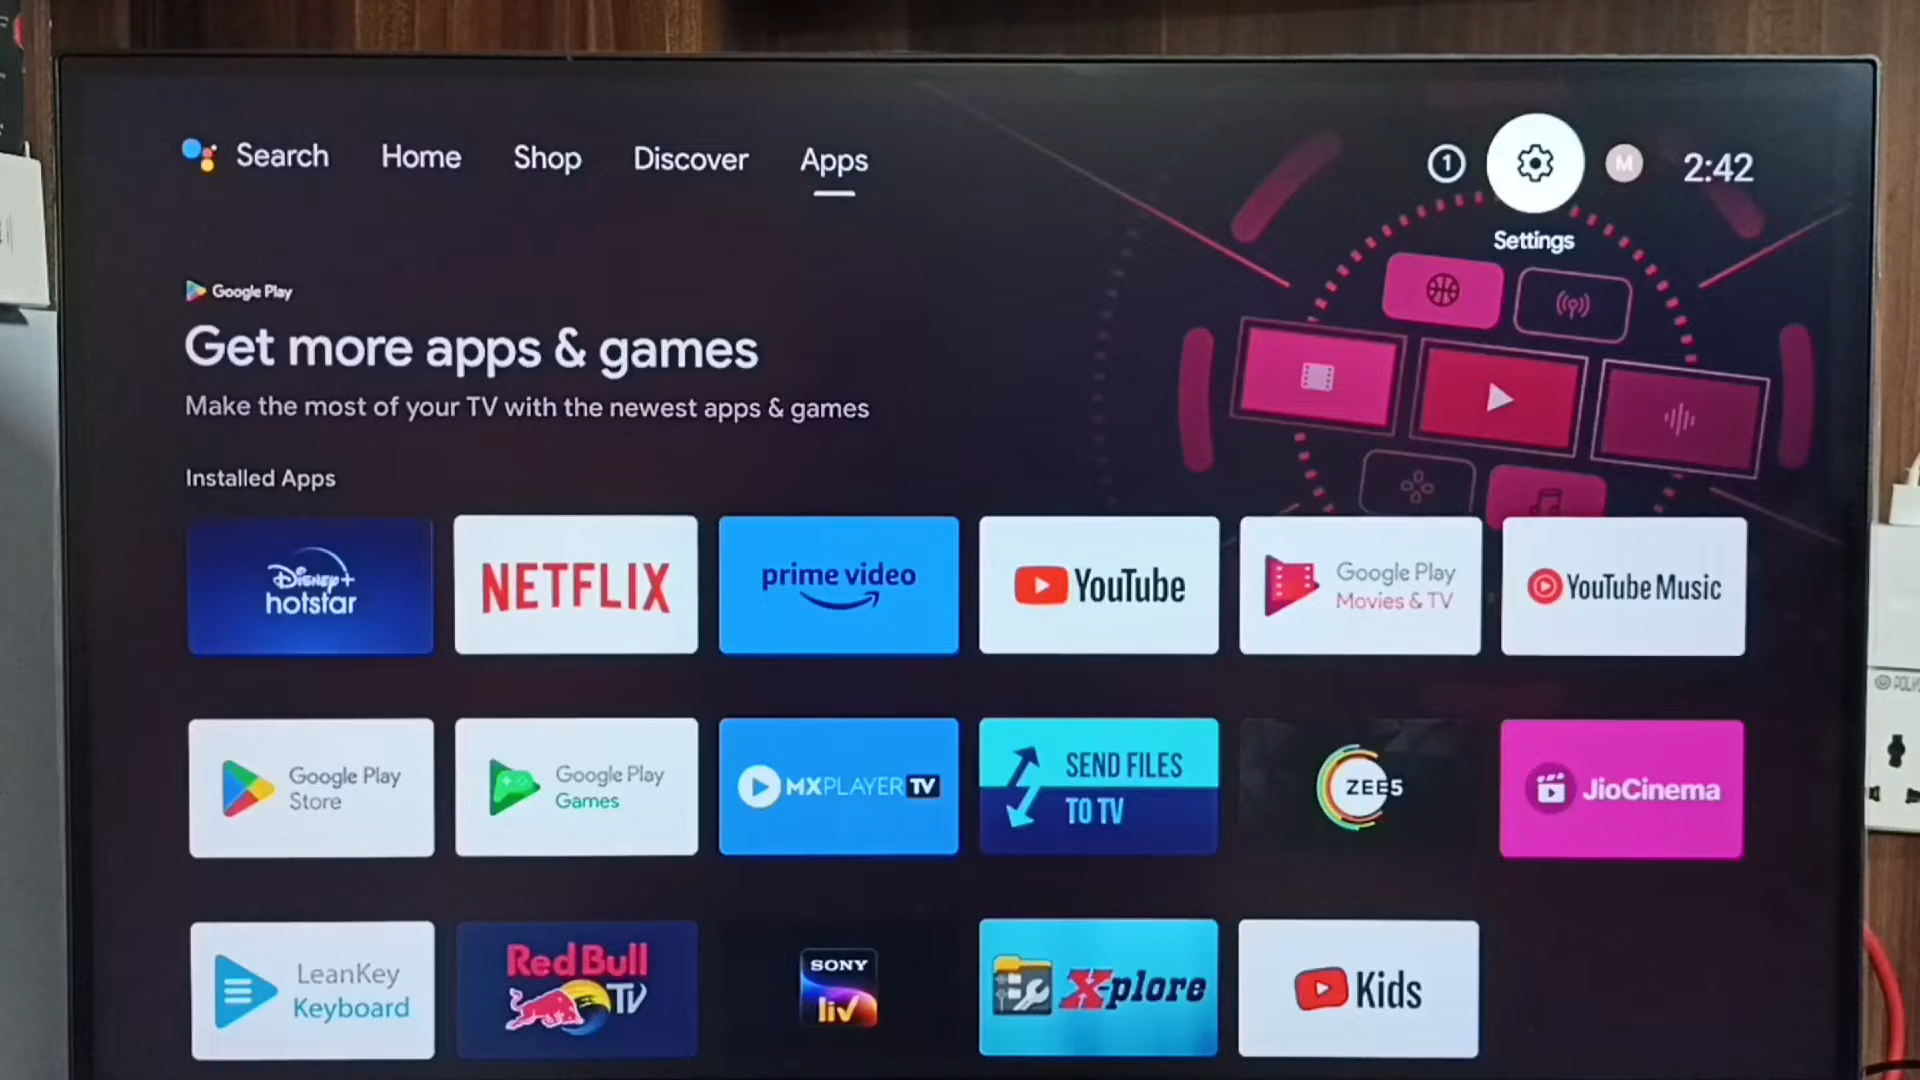 Search Home Shop Discover Apps 1 M 2:42
Settings
Google Play
Get more apps & games
Make the most of your TV with the newest apps & games
Installed Apps
Disney+
hotstar
NETFLIX
prime video
YouTube
Google Play
Movies & TV
YouTube Music
Google Play
Store
Google Play
Games
MXPLAYER TV
SEND FILES
TO TV
ZEE5
JioCinema
LeanKey
Keyboard
Red Bull
TV
SONY
liv
X-plore
Kids